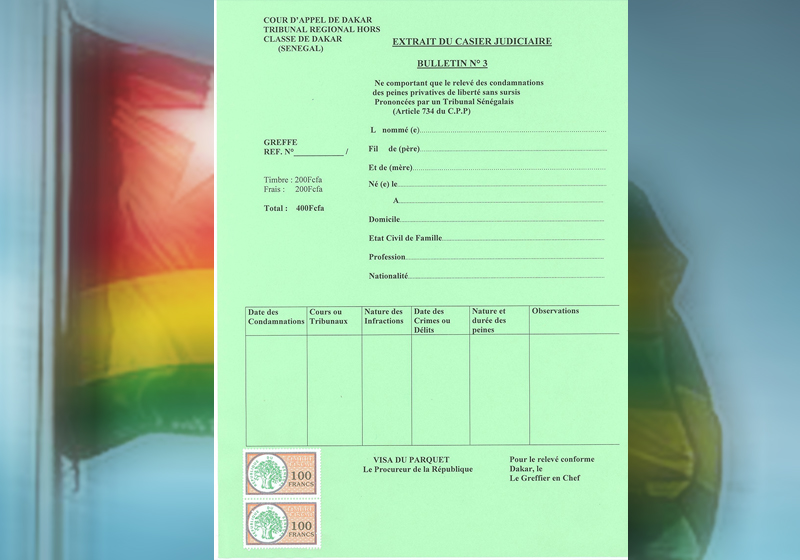 COUR D'APPEL DE DAKAR
TRIBUNAL REGIONAL HORS
CLASSE DE DAKAR
(SENEGAL)
EXTRAIT DU CASIER JUDICIAIRE
BULLETIN N° 3
Ne comportant que le relevé des condamnations
des peines privatives de liberté sans sursis
Prononcées par un Tribunal Sénégalais
(Article 734 du C.P.P)
GREFFE
REF. N°____________ /
Timbre : 200Fcfa
Frais : 200Fcfa
Total : 400Fcfa
L nommé (e)
Fil de (père)
Et de (mère)
Né (e) le
A
Domicile
Etat Civil de Famille
Profession
Nationalité
Date des Condamnations
Cours ou Tribunaux
Nature des Infractions
Date des Crimes ou Délits
Nature et durée des peines
Observations
VISA DU PARQUET
Le Procureur de la République
Pour le relevé conforme
Dakar, le
Le Greffier en Chef
100
FRANCS
100
FRANCS